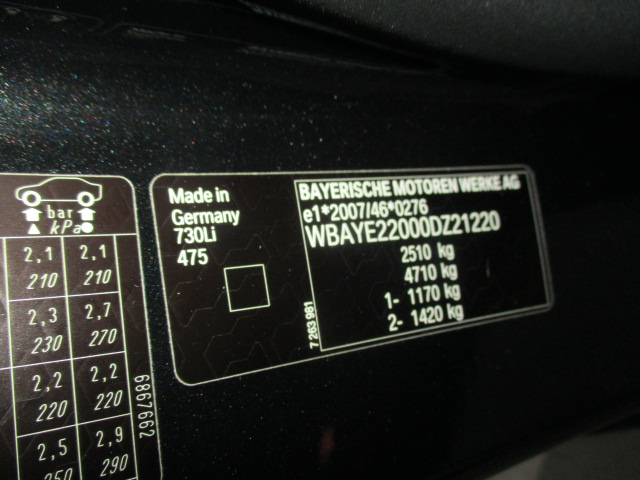 bar
kPa
2,1 2,1
210 210
2,3 2,7
230 270
2,2 2,2
220 220
2,5 2,9
290
6867662
Made in
Germany
730Li
475
7 263 981
BAYERISCHE MOTOREN WERKE AG
e1*2007/46*0276
WBAYE22000DZ21220
2510 kg
4710 kg
1- 1170 kg
2- 1420 kg